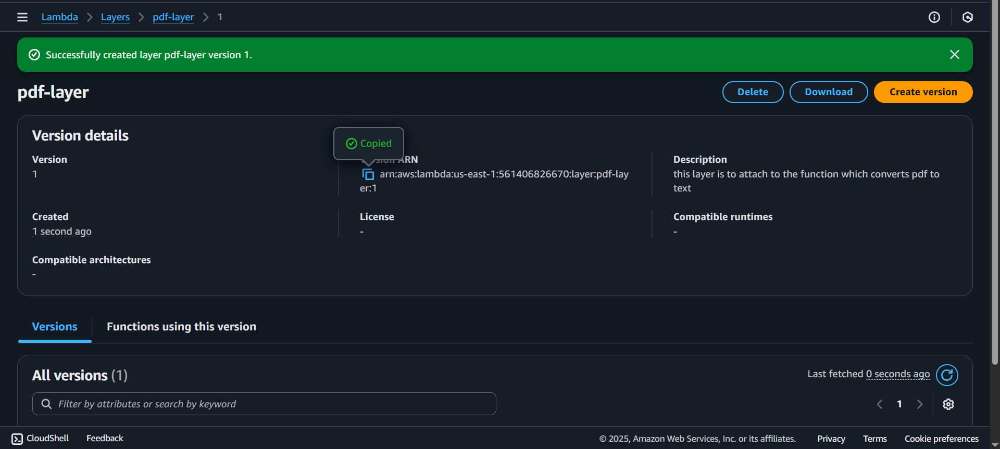 Lambda > Layers > pdf-layer > 1
Successfully created layer pdf-layer version 1.
pdf-layer
Delete Download Create version
Version details
Copied
Version
ARN
Description
1
arn:aws:lambda:us-east-1:561406826670:layer:pdf-lay
er:1
this layer is to attach to the function which converts pdf to
text
Created
License
Compatible runtimes
1 second ago
-
-
Compatible architectures
-
Versions Functions using this version
All versions (1)
Last fetched 0 seconds ago
Filter by attributes or search by keyword
1
CloudShell Feedback © 2025, Amazon Web Services, Inc. or its affiliates. Privacy Terms Cookie preferences